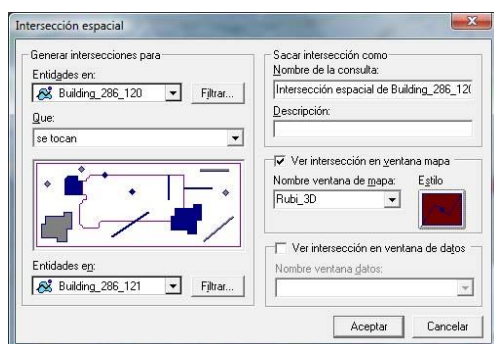 Intersección espacial
Generar intersecciones para
Entidades en:
Building_286_120
Filtrar...
Que:
se tocan
Entidades en:
Building_286_121
Filtrar...
Sacar intersección como
Nombre de la consulta:
Intersección espacial de Building_286_120
Descripción:
Ver intersección en ventana mapa
Nombre ventana de mapa:
Estilo
Rubi_3D
Ver intersección en ventana de datos
Nombre ventana datos:
Aceptar
Cancelar